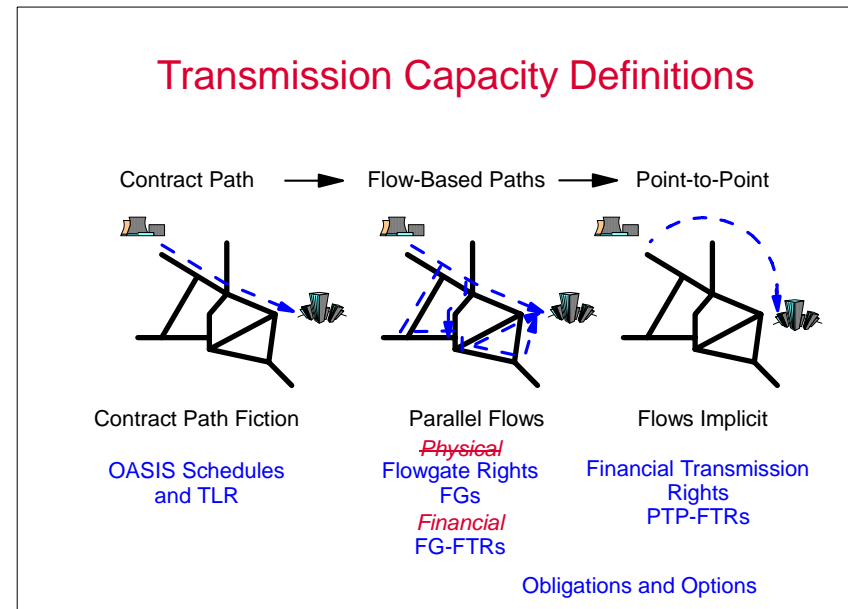 Transmission Capacity Definitions
Contract Path
Flow-Based Paths
Point-to-Point
Contract Path Fiction
OASIS Schedules
and TLR
Parallel Flows
Physical
Flowgate Rights
FGs
Financial
FG-FTRs
Flows Implicit
Financial Transmission
Rights
PTP-FTRs
Obligations and Options